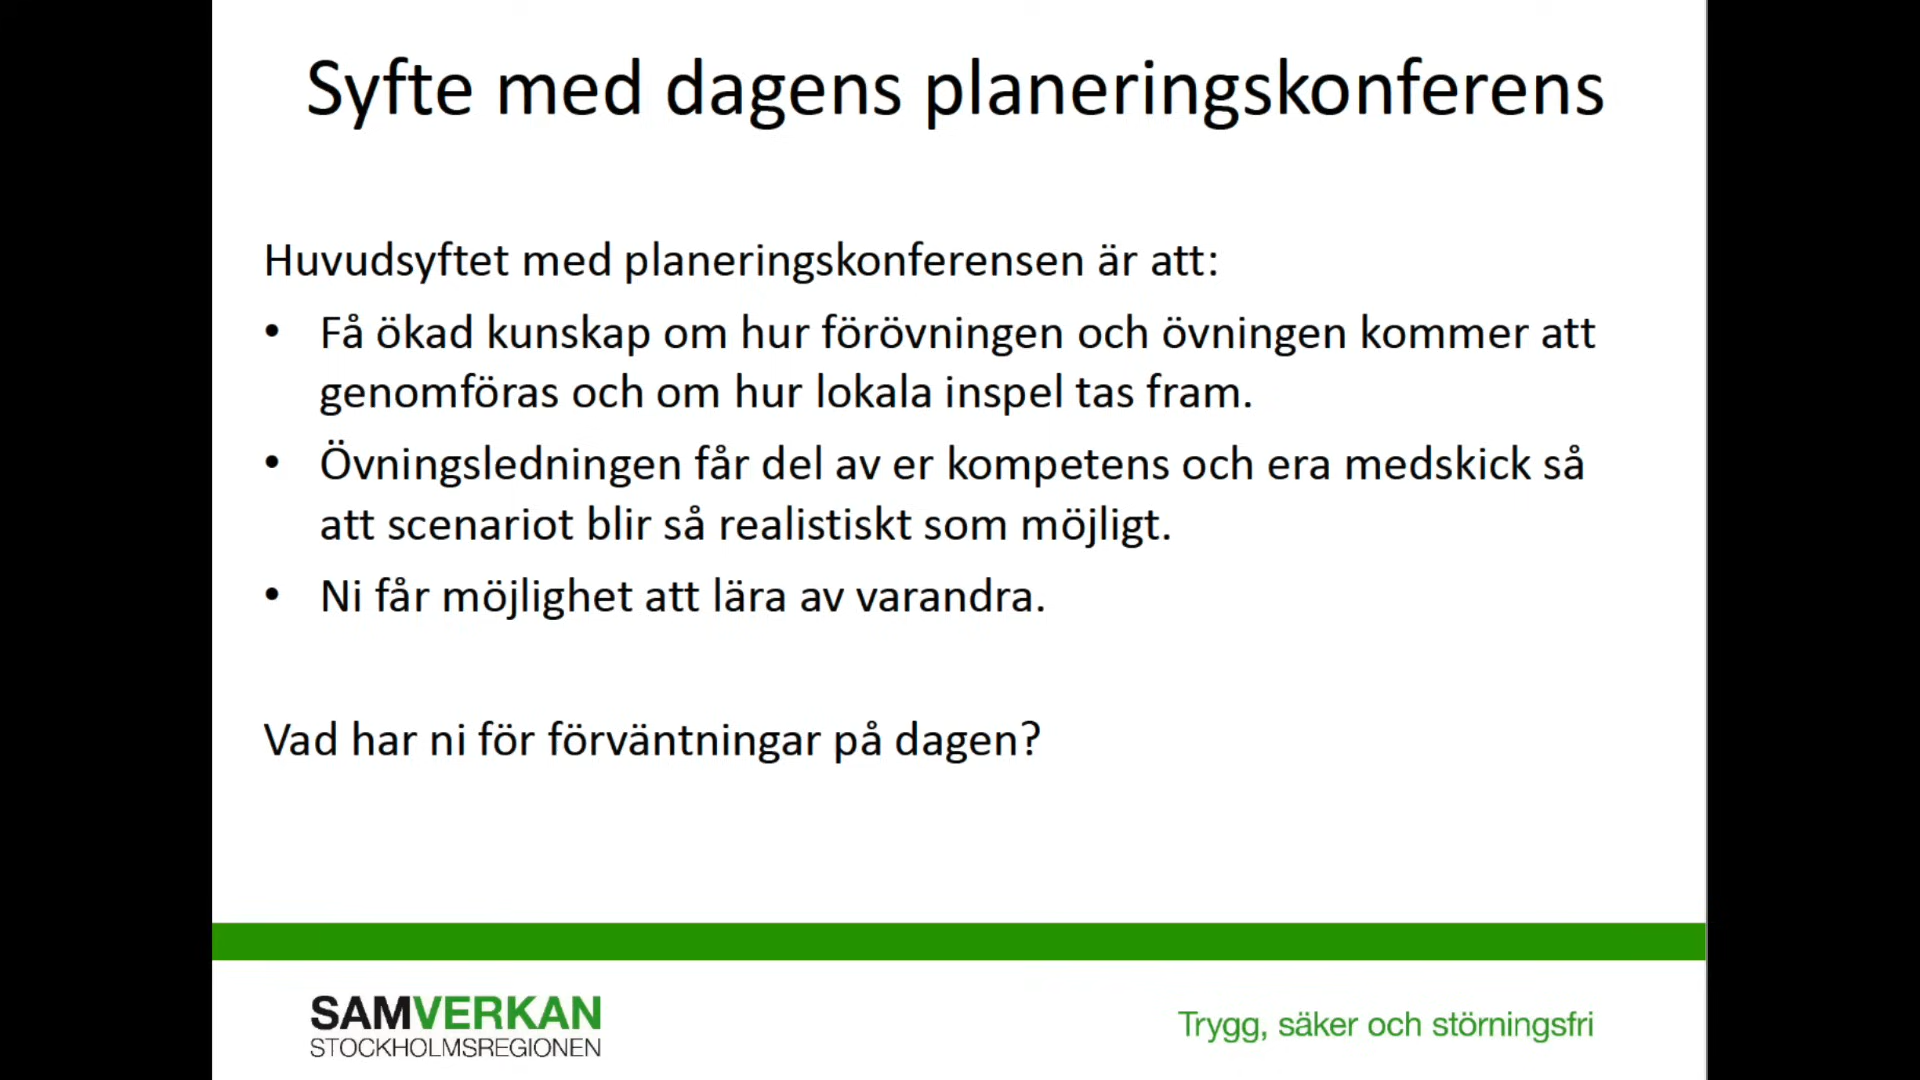 Syfte med dagens planeringskonferens
Huvudsyftet med planeringskonferensen är att:
• Få ökad kunskap om hur förövningen och övningen kommer att
genomföras och om hur lokala inspel tas fram.
• Övningsledningen får del av er kompetens och era medskick så
att scenariot blir så realistiskt som möjligt.
• Ni får möjlighet att lära av varandra.
Vad har ni för förväntningar på dagen?
SAMVERKAN
STOCKHOLMSREGIONEN
Trygg, säker och störningsfri